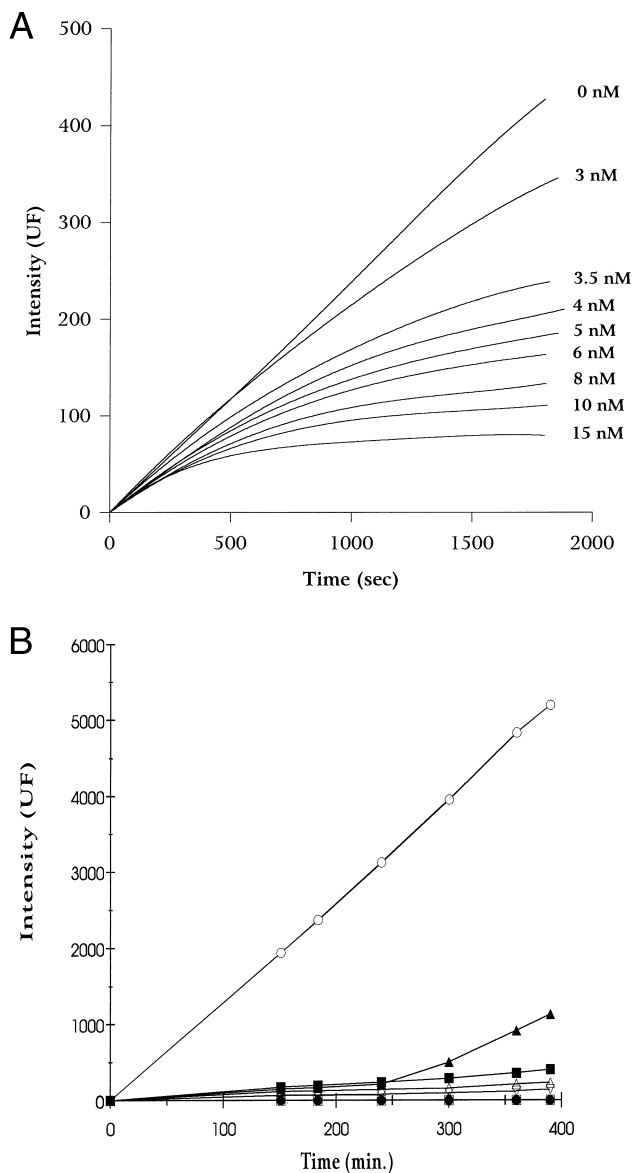 A
500
400
300
200
100
0
Intensity (UF)
0 nM
3 nM
3.5 nM
4 nM
5 nM
6 nM
8 nM
10 nM
15 nM
0 500 1000 1500 2000
Time (sec)
B
6000
5000
4000
3000
2000
1000
0
Intensity (UF)
0 100 200 300 400
Time (min.)